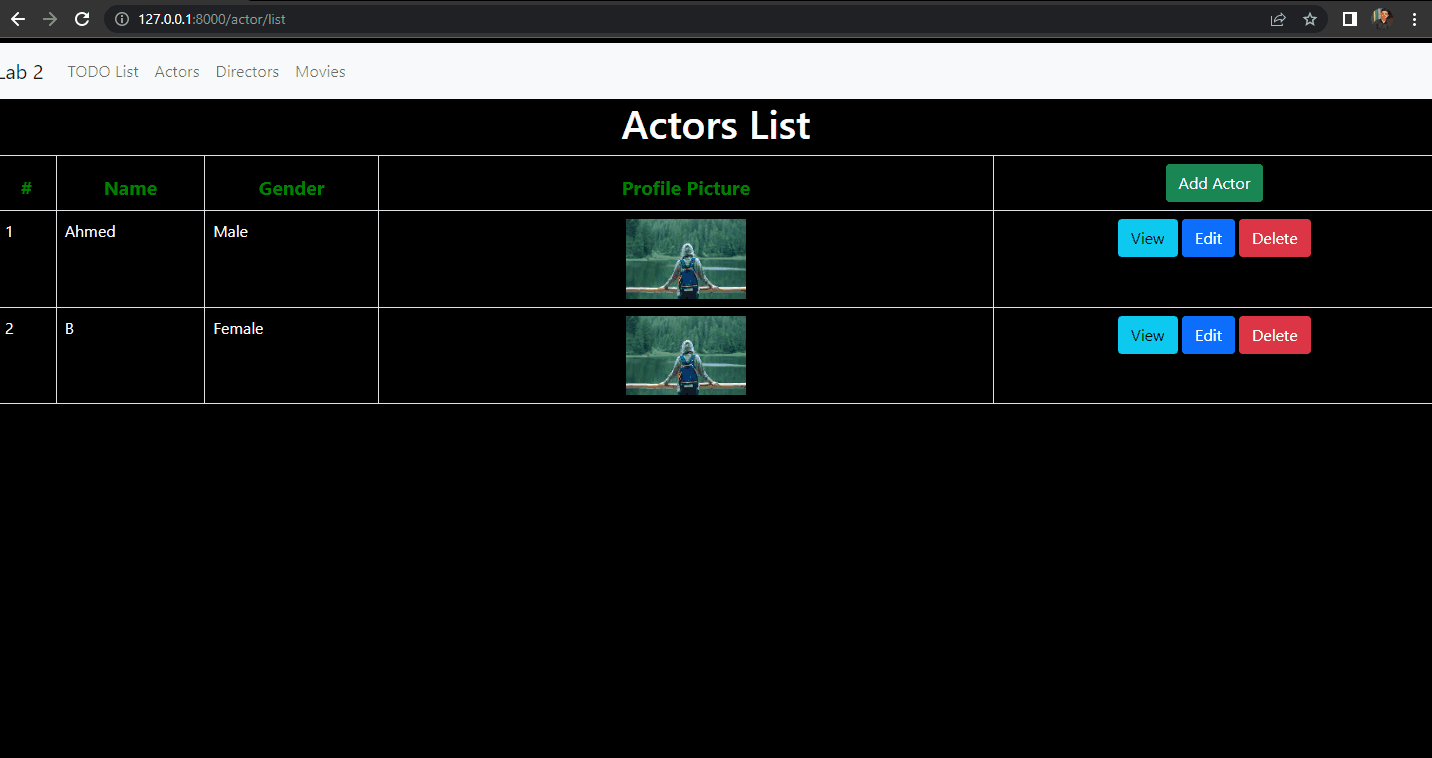 127.0.0.1:8000/actor/list
Lab 2 TODO List Actors Directors Movies
Actors List
# Name Gender Profile Picture Add Actor
1 Ahmed Male View Edit Delete
2 B Female View Edit Delete